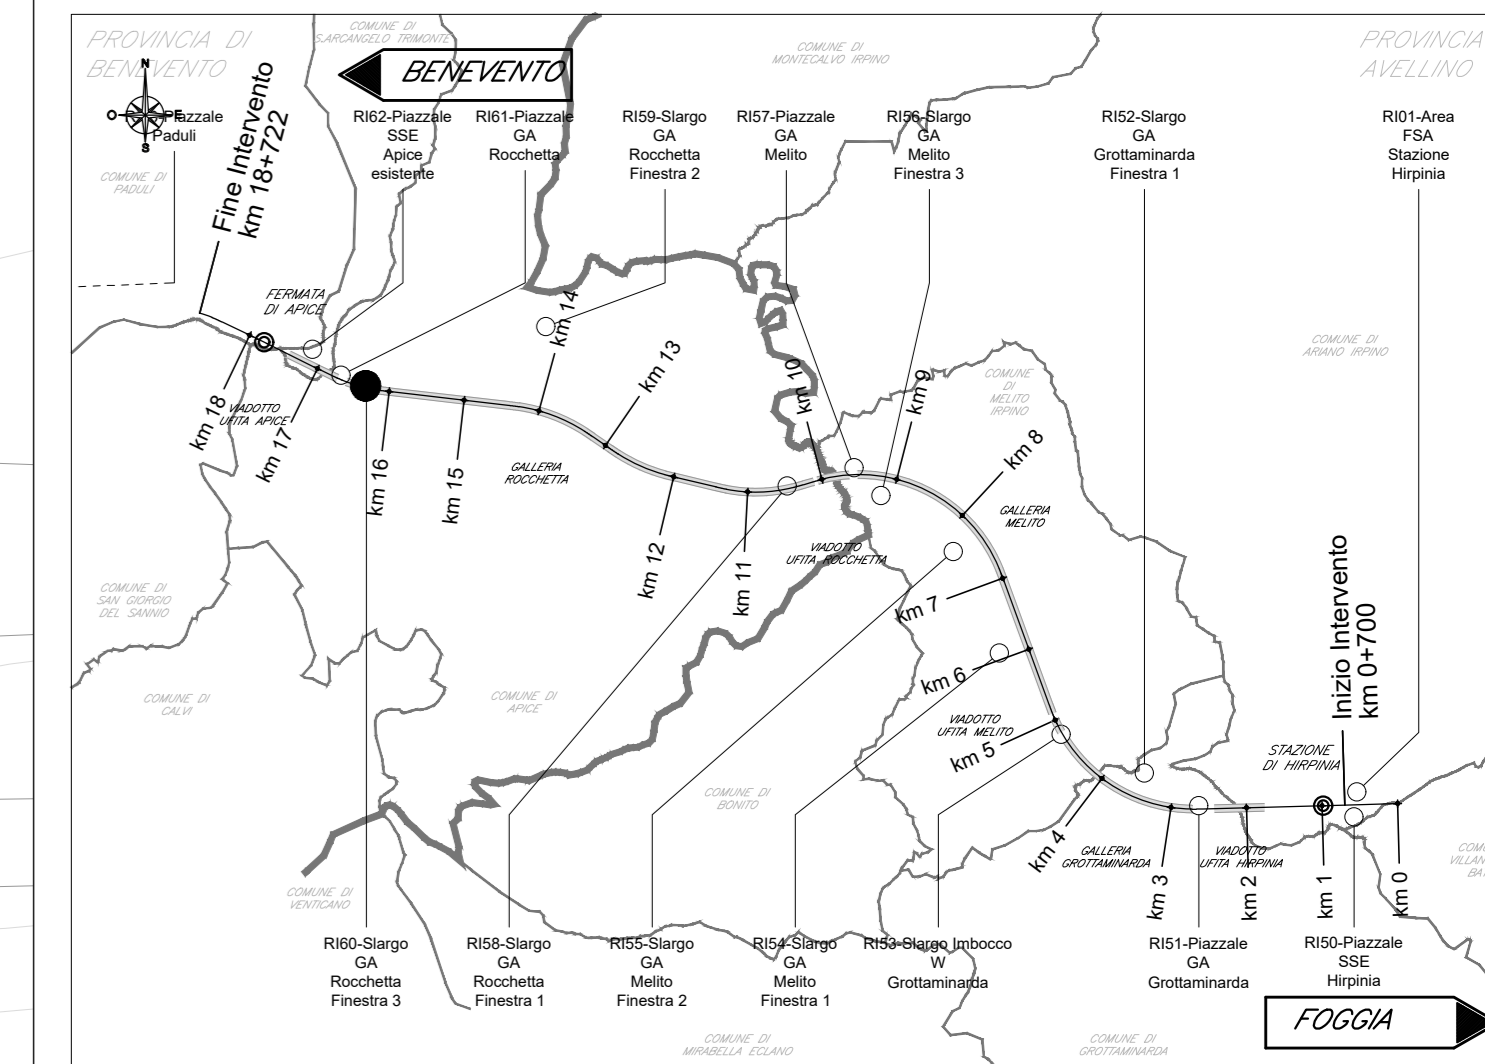 PROVINCIA DI
BENEVENTO
COMUNE DI
S.ARCANGELO TRIMONTE
BENEVENTO
COMUNE DI
MONTECALVO IRPINO
PROVINCIA
AVELLINO
N
O
E
S
Piazzale
Paduli
COMUNE DI
PADULI
Fine Intervento
km 18+722
RI62-Piazzale
SSE
Apice
esistente
RI61-Piazzale
GA
Rocchetta
RI59-Slargo
GA
Rocchetta
Finestra 2
RI57-Piazzale
GA
Melito
RI56-Slargo
GA
Melito
Finestra 3
RI52-Slargo
GA
Grottaminarda
Finestra 1
RI01-Area
FSA
Stazione
Hirpinia
FERMATA
DI APICE
COMUNE DI
ARIANO IRPINO
COMUNE
DI
MELITO
IRPINO
km 18
VIADOTTO
UFITA APICE
km 17
km 16
km 15
km 14
km 13
km 12
km 11
km 10
km 9
km 8
GALLERIA
ROCCHETTA
GALLERIA
MELITO
VIADOTTO
UFITA ROCCHETTA
km 7
km 6
km 5
km 4
km 3
km 2
km 1
km 0
COMUNE DI
SAN GIORGIO
DEL SANNIO
COMUNE DI
CALVI
COMUNE DI
APICE
VIADOTTO
UFITA MELITO
Inizio Intervento
km 0+700
STAZIONE
DI HIRPINIA
COMUNE DI
BONITO
GALLERIA
GROTTAMINARDA
VIADOTTO
UFITA HIRPINIA
COMU
VILLAN
BA
COMUNE DI
VENTICANO
RI60-Slargo
GA
Rocchetta
Finestra 3
RI58-Slargo
GA
Rocchetta
Finestra 1
RI55-Slargo
GA
Melito
Finestra 2
RI54-Slargo
GA
Melito
Finestra 1
RI53-Slargo Imbocco
W
Grottaminarda
RI51-Piazzale
GA
Grottaminarda
RI50-Piazzale
SSE
Hirpinia
FOGGIA
COMUNE DI
MIRABELLA ECLANO
COMUNE DI
GROTTAMINARDA